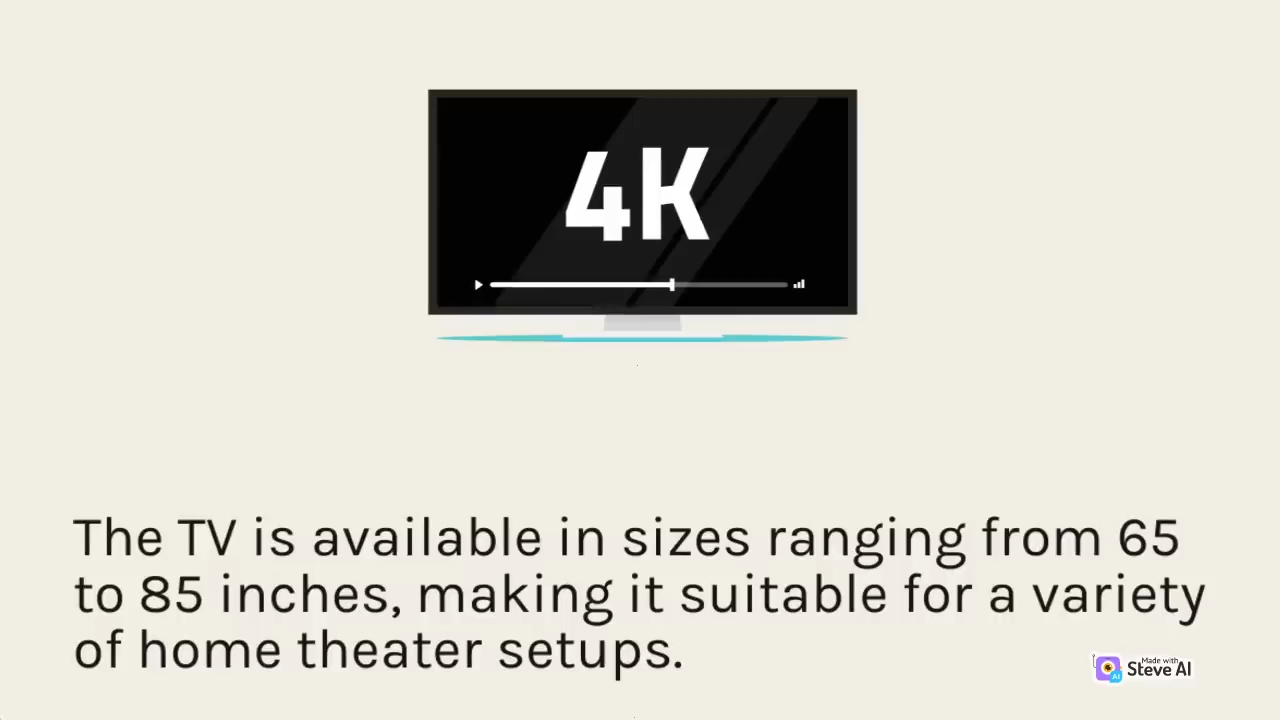 4K
The TV is available in sizes ranging from 65
to 85 inches, making it suitable for a variety
of home theater setups.
Made with
AI Steve AI